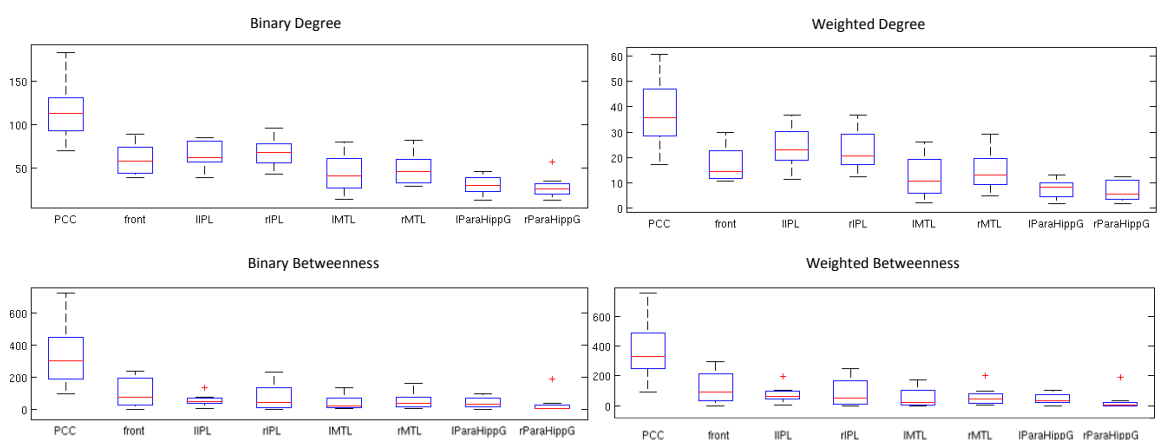 Binary Degree
Weighted Degree
150
100
50
PCC front lIPL rIPL lMTL rMTL lParaHippG rParaHippG
60
50
40
30
20
10
0
PCC front lIPL rIPL lMTL rMTL lParaHippG rParaHippG
Binary Betweenness
Weighted Betweenness
600
400
200
0
PCC front lIPL rIPL lMTL rMTL lParaHippG rParaHippG
600
400
200
0
PCC front lIPL rIPL lMTL rMTL lParaHippG rParaHippG